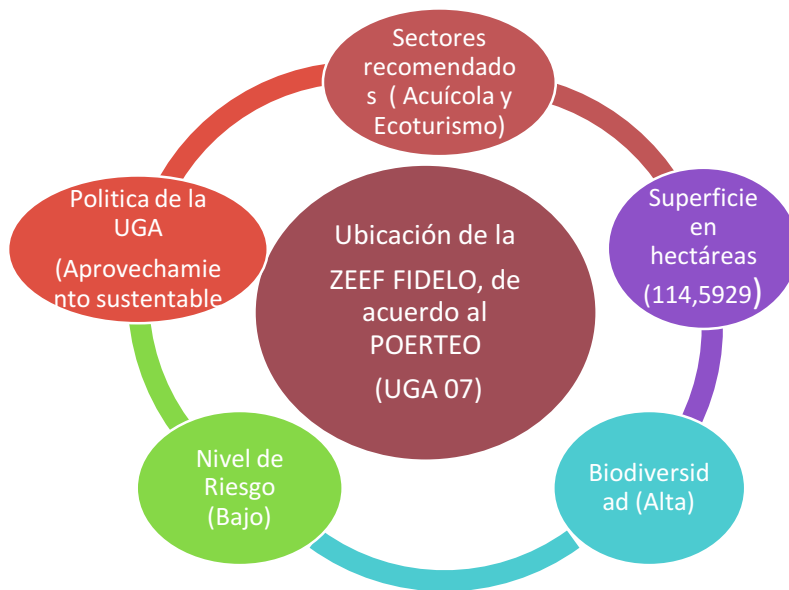 Sectores
recomendado
s ( Acuícola y
Ecoturismo)
Superficie
en
hectáreas
(114,5929)
Biodiversid
ad (Alta)
Nivel de
Riesgo
(Bajo)
Politica de la
UGA
(Aprovechamie
nto sustentable
Ubicación de la
ZEEF FIDELO, de
acuerdo al
POERTEO
(UGA 07)